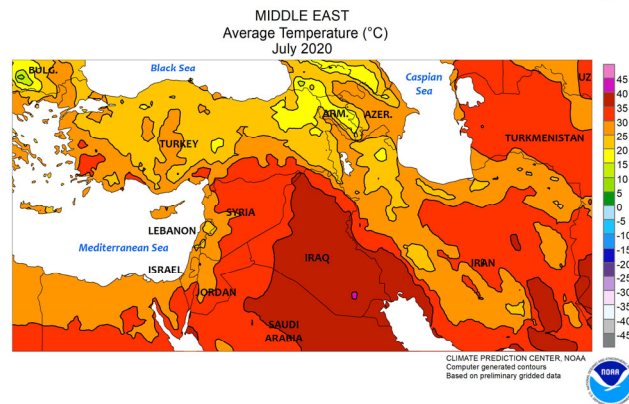 MIDDLE EAST
Average Temperature (°C)
July 2020
BULG.
Black Sea
Caspian
Sea
UZ
ARM.
AZER.
TURKMENISTAN
TURKEY
SYRIA
LEBANON
Mediterranean Sea
IRAQ
IRAN
ISRAEL
JORDAN
SAUDI
ARABIA
45
40
35
30
25
20
15
10
5
0
-5
-10
-15
-20
-25
-30
-35
-40
-45
CLIMATE PREDICTION CENTER, NOAA
Computer generated contours
Based on preliminary gridded data
NOAA